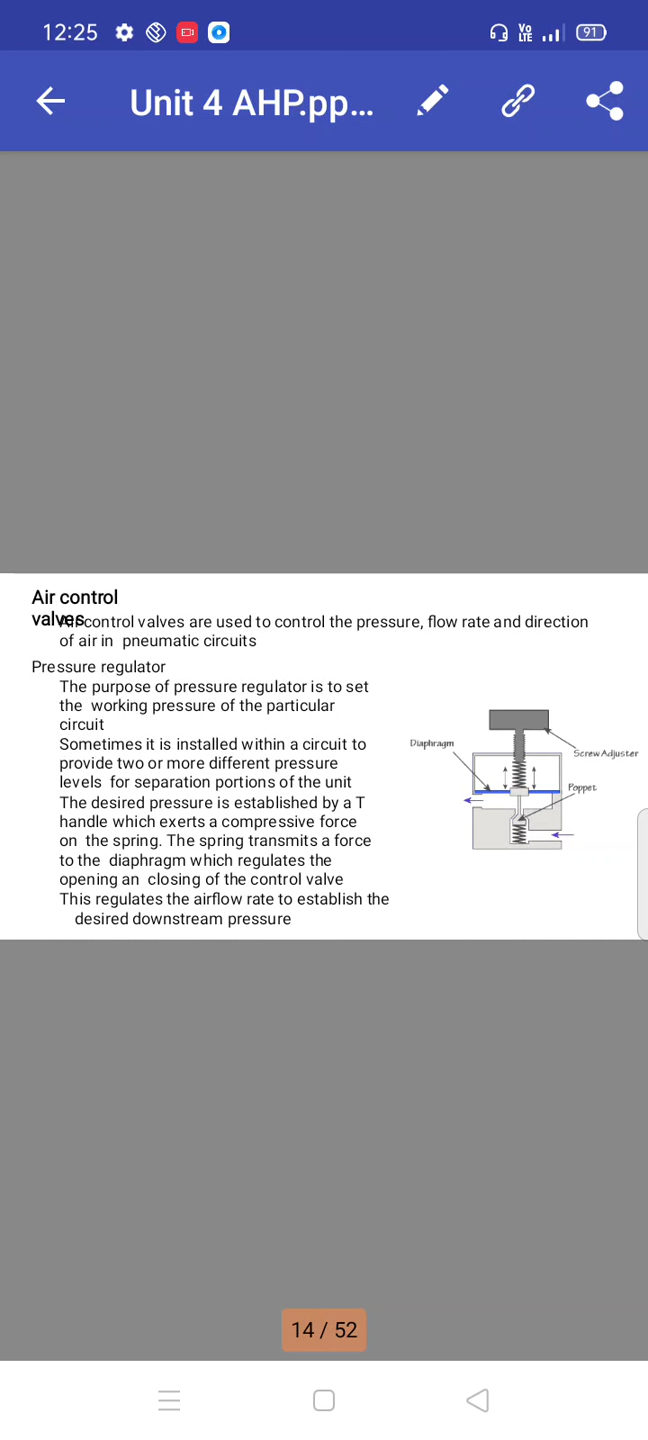 12:25
Vo
LTE
91
Unit 4 AHP.pp...
Air control
valves
Air control valves are used to control the pressure, flow rate and direction
of air in pneumatic circuits
Pressure regulator
The purpose of pressure regulator is to set
the working pressure of the particular
circuit
Sometimes it is installed within a circuit to
provide two or more different pressure
levels for separation portions of the unit
The desired pressure is established by a T
handle which exerts a compressive force
on the spring. The spring transmits a force
to the diaphragm which regulates the
opening an closing of the control valve
This regulates the airflow rate to establish the
desired downstream pressure
Diaphragm
Screw Adjuster
Poppet
14 / 52